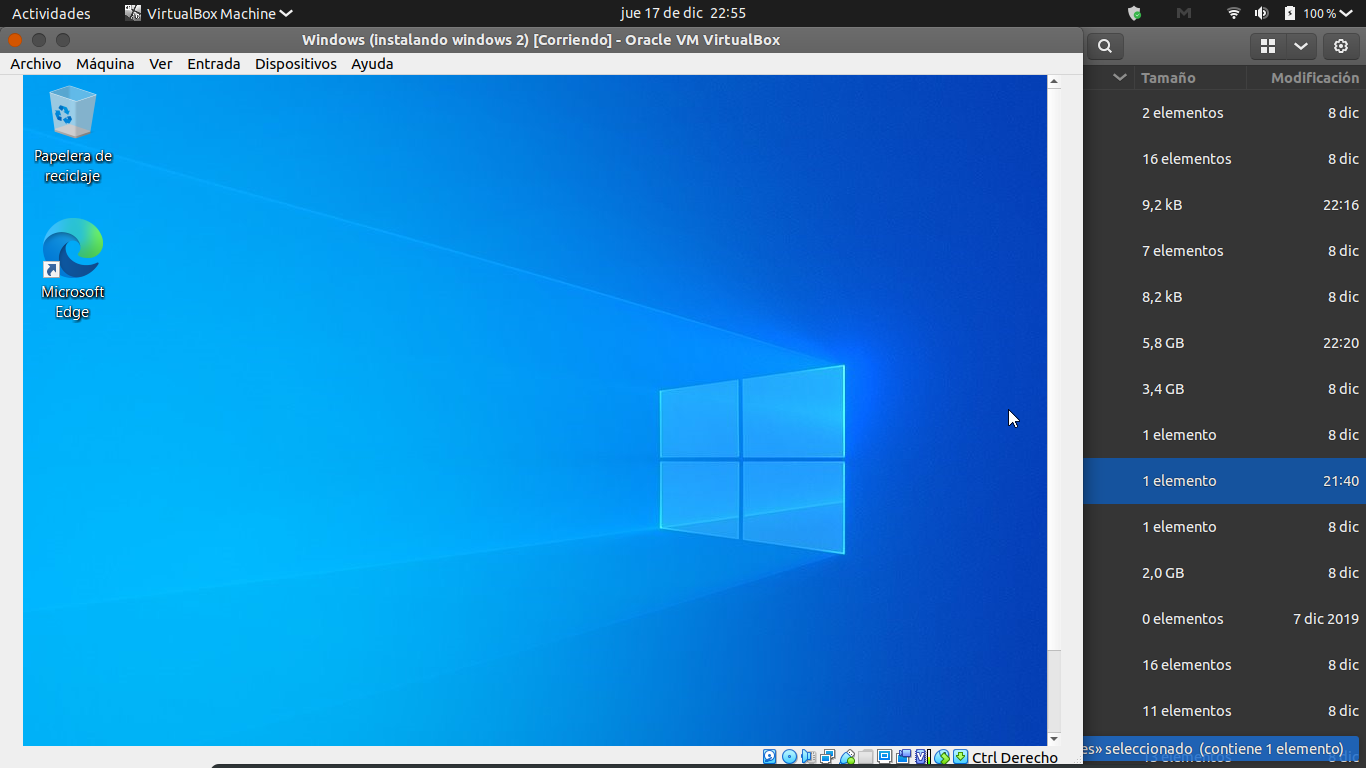 Actividades
VirtualBox Machine
jue 17 de dic 22:55
100 %
Windows (instalando windows 2) [Corriendo] - Oracle VM VirtualBox
Archivo Máquina Ver Entrada Dispositivos Ayuda
Papelera de
reciclaje
Microsoft
Edge
Tamaño Modificación
2 elementos 8 dic
16 elementos 8 dic
9,2 kB 22:16
7 elementos 8 dic
8,2 kB 8 dic
5,8 GB 22:20
3,4 GB 8 dic
1 elemento 8 dic
1 elemento 21:40
1 elemento 8 dic
2,0 GB 8 dic
0 elementos 7 dic 2019
16 elementos 8 dic
11 elementos 8 dic
es» seleccionado (contiene 1 elemento)
Ctrl Derecho